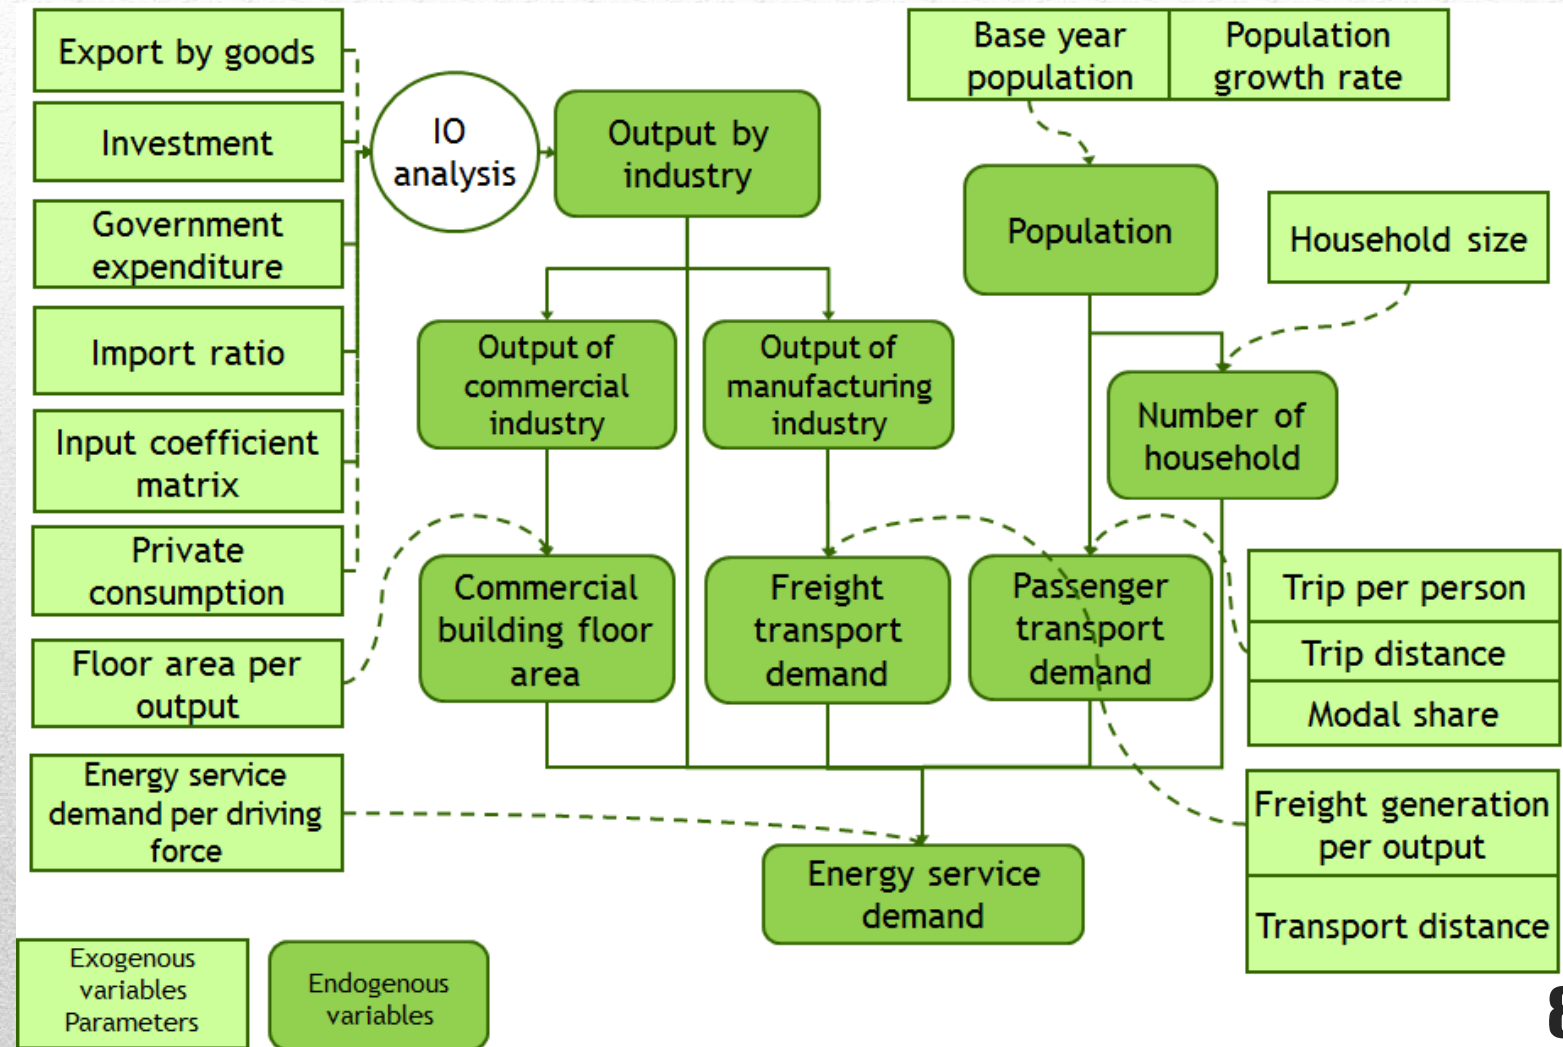 Export by goods
Investment
Government
expenditure
Import ratio
Input coefficient
matrix
Private
consumption
Floor area per
output
Energy service
demand per driving
force
IO
analysis
Output by
industry
Output of
commercial
industry
Output of
manufacturing
industry
Commercial
building floor
area
Freight
transport
demand
Passenger
transport
demand
Base year
population
Population
growth rate
Population
Household size
Number of
household
Trip per person
Trip distance
Modal share
Freight generation
per output
Transport distance
Energy service
demand
Exogenous
variables
Parameters
Endogenous
variables
8